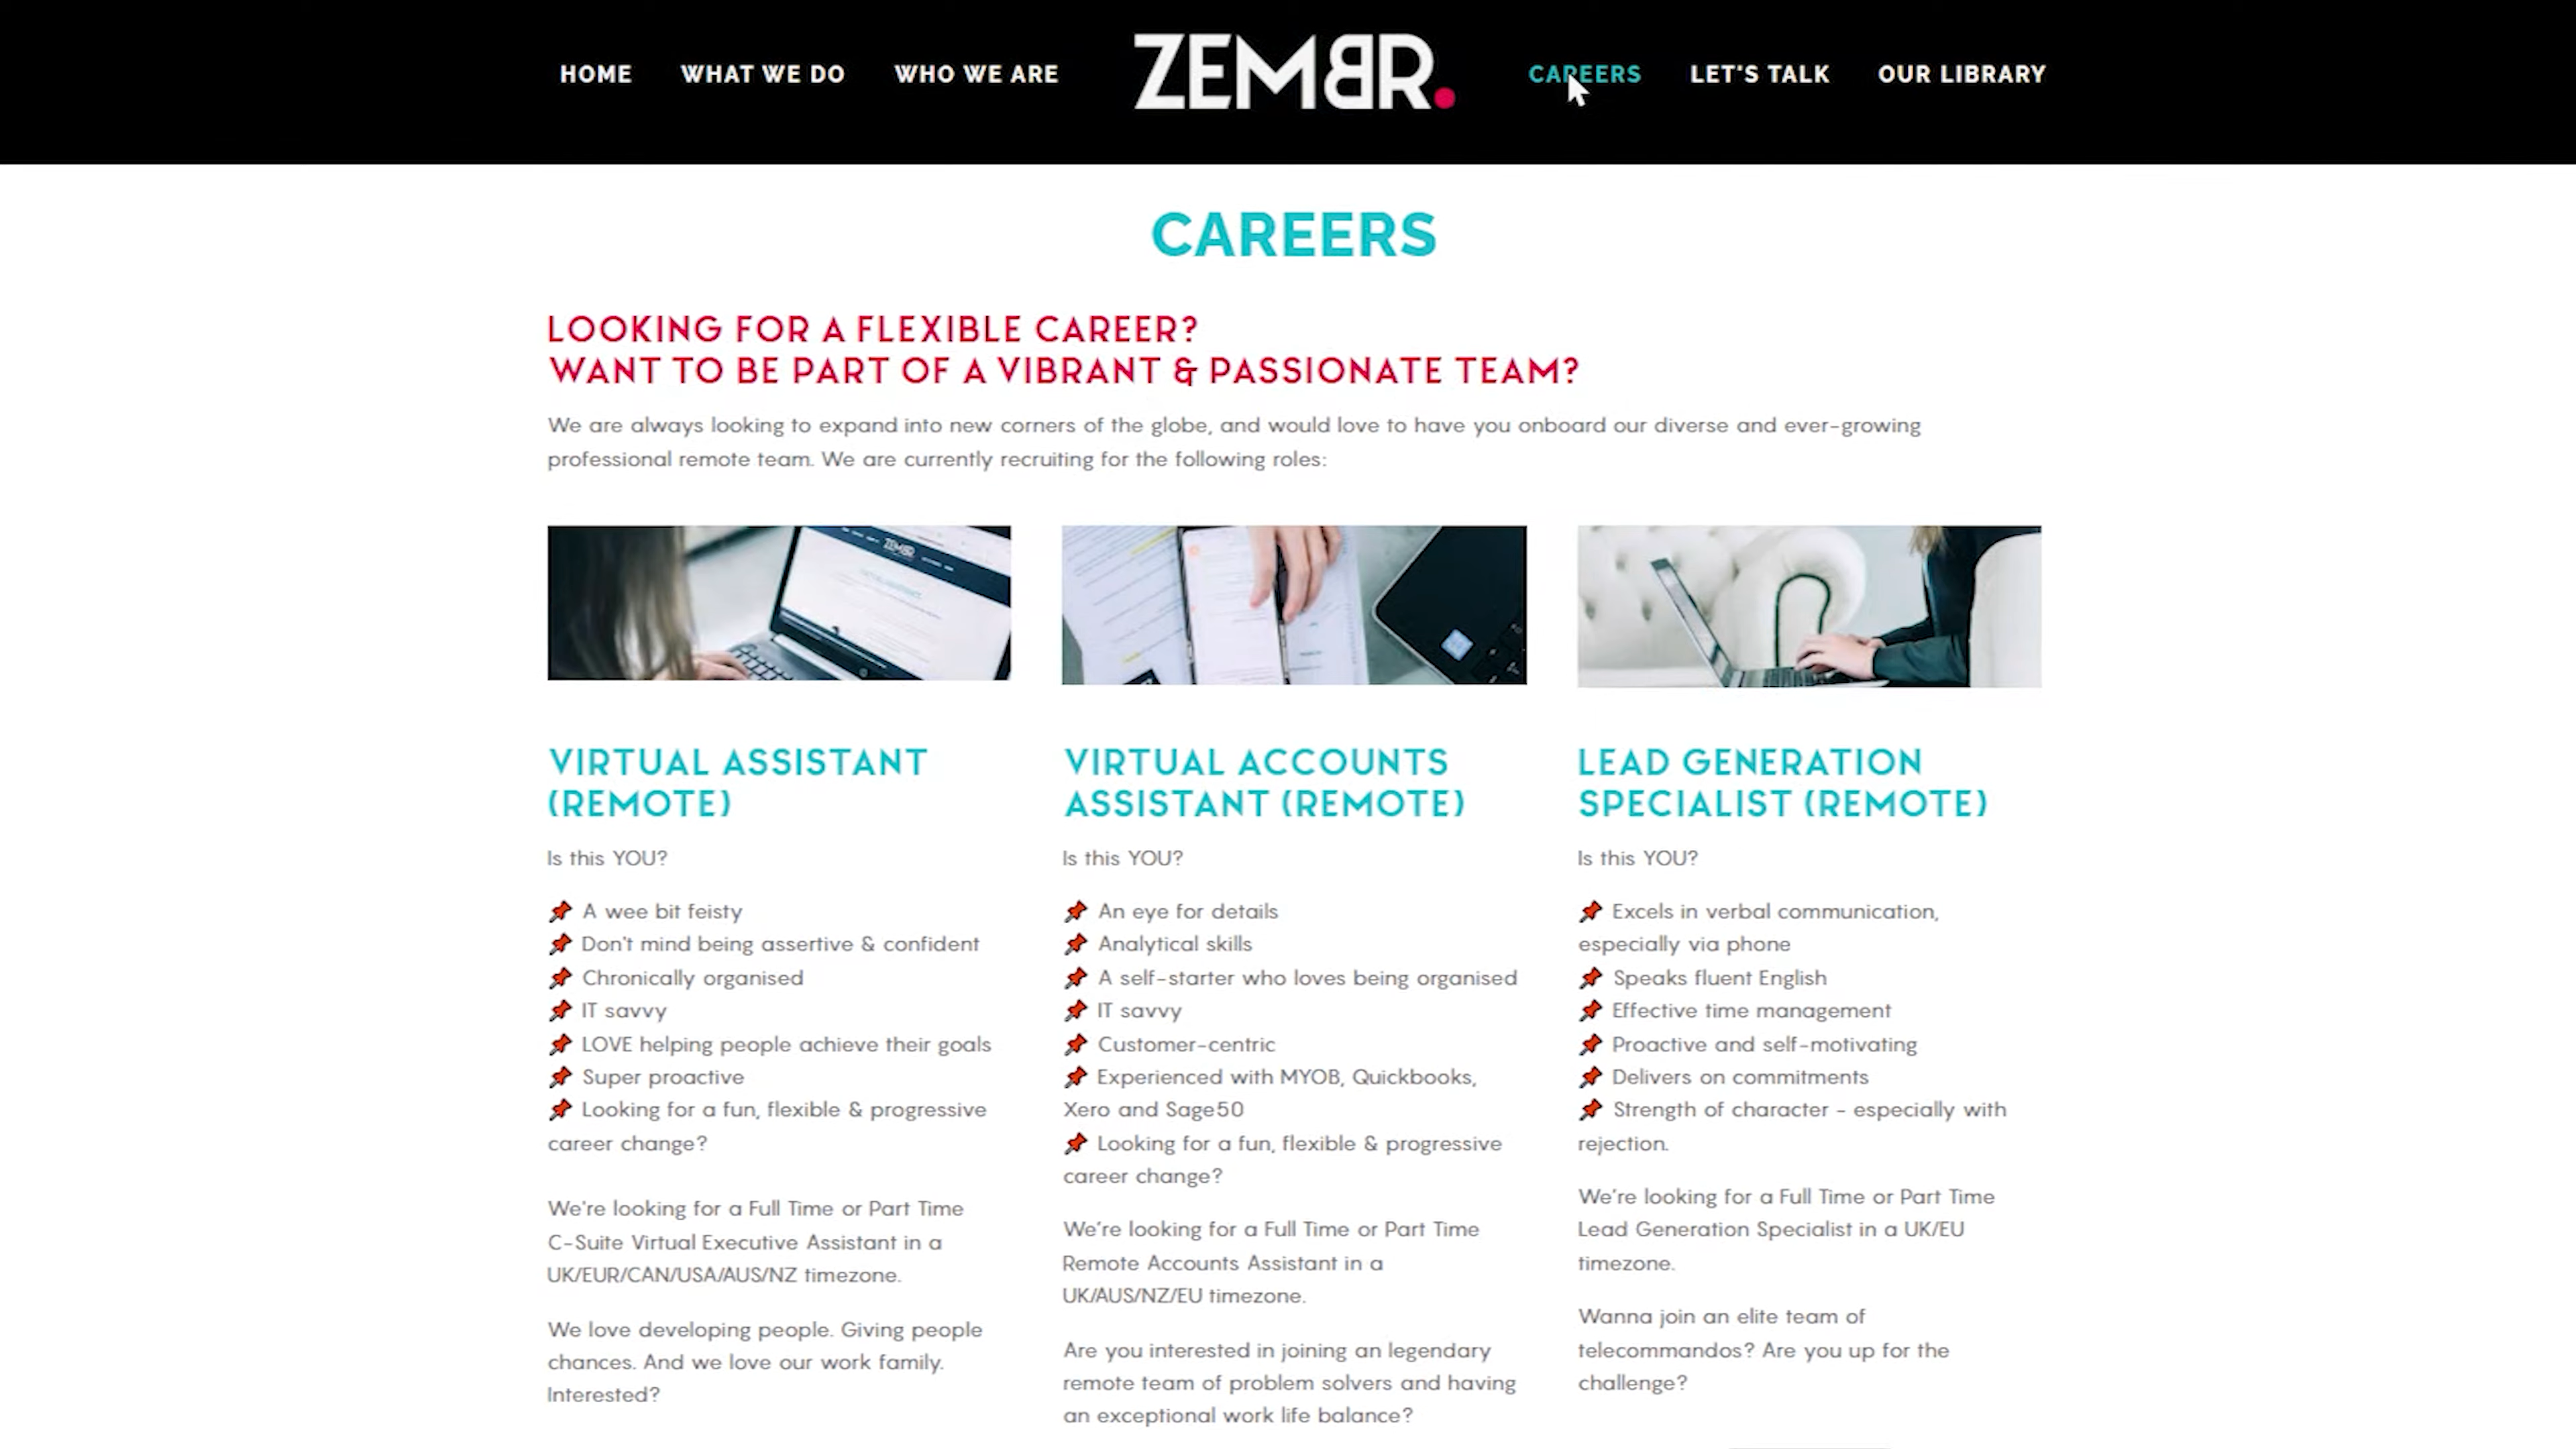 HOME
WHAT WE DO
WHO WE ARE
ZEMBR.
CAREERS
LET'S TALK
OUR LIBRARY
CAREERS
LOOKING FOR A FLEXIBLE CAREER?
WANT TO BE PART OF A VIBRANT & PASSIONATE TEAM?
We are always looking to expand into new corners of the globe, and would love to have you onboard our diverse and ever-growing
professional remote team. We are currently recruiting for the following roles:
ZEMBR
VIRTUAL ASSISTANT
(REMOTE)
Is this YOU?
📌 A wee bit feisty
📌 Don't mind being assertive & confident
📌 Chronically organised
📌 IT savvy
📌 LOVE helping people achieve their goals
📌 Super proactive
📌 Looking for a fun, flexible & progressive
career change?
We're looking for a Full Time or Part Time
C-Suite Virtual Executive Assistant in a
UK/EUR/CAN/USA/AUS/NZ timezone.
We love developing people. Giving people
chances. And we love our work family.
Interested?
VIRTUAL ACCOUNTS
ASSISTANT (REMOTE)
Is this YOU?
📌 An eye for details
📌 Analytical skills
📌 A self-starter who loves being organised
📌 IT savvy
📌 Customer-centric
📌 Experienced with MYOB, Quickbooks,
Xero and Sage50
📌 Looking for a fun, flexible & progressive
career change?
We're looking for a Full Time or Part Time
Remote Accounts Assistant in a
UK/AUS/NZ/EU timezone.
Are you interested in joining an legendary
remote team of problem solvers and having
an exceptional work life balance?
LEAD GENERATION
SPECIALIST (REMOTE)
Is this YOU?
📌 Excels in verbal communication,
especially via phone
📌 Speaks fluent English
📌 Effective time management
📌 Proactive and self-motivating
📌 Delivers on commitments
📌 Strength of character - especially with
rejection.
We're looking for a Full Time or Part Time
Lead Generation Specialist in a UK/EU
timezone.
Wanna join an elite team of
telecommandos? Are you up for the
challenge?